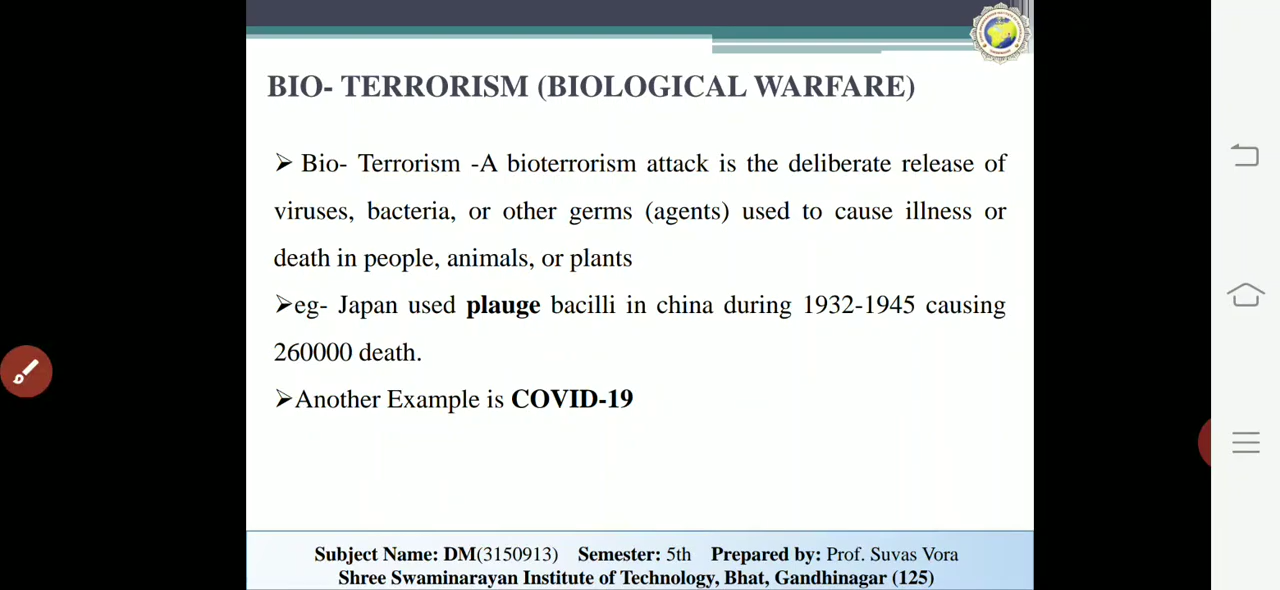 BIO- TERRORISM (BIOLOGICAL WARFARE)
➢ Bio- Terrorism -A bioterrorism attack is the deliberate release of
viruses, bacteria, or other germs (agents) used to cause illness or
death in people, animals, or plants
➢eg- Japan used plauge bacilli in china during 1932-1945 causing
260000 death.
➢Another Example is COVID-19
Subject Name: DM(3150913) Semester: 5th Prepared by: Prof. Suvas Vora
Shree Swaminarayan Institute of Technology, Bhat, Gandhinagar (125)